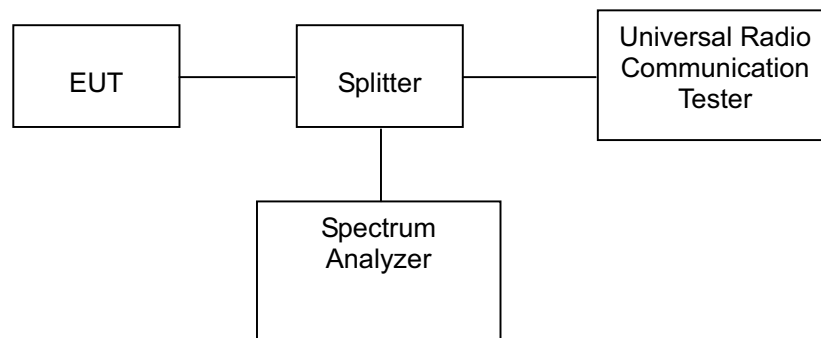 EUT
Splitter
Universal Radio
Communication
Tester
Spectrum
Analyzer